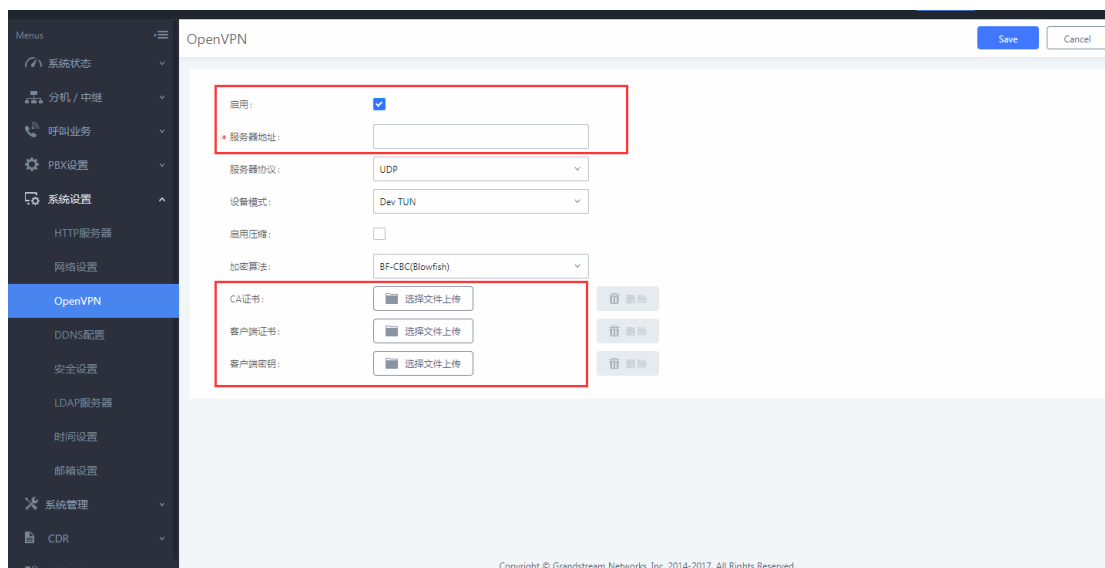 Menus
系统状态
分机 / 中继
呼叫业务
PBX设置
系统设置
HTTP服务器
网络设置
OpenVPN
DDNS配置
安全设置
LDAP服务器
时间设置
邮箱设置
系统管理
CDR
OpenVPN
Save
Cancel
启用:
* 服务器地址:
服务器协议: UDP
设备模式: Dev TUN
启用压缩:
加密算法: BF-CBC(Blowfish)
CA证书: 选择文件上传 删除
客户端证书: 选择文件上传 删除
客户端密钥: 选择文件上传 删除
Copyright © Grandstream Networks, Inc. 2014-2017. All Rights Reserved.